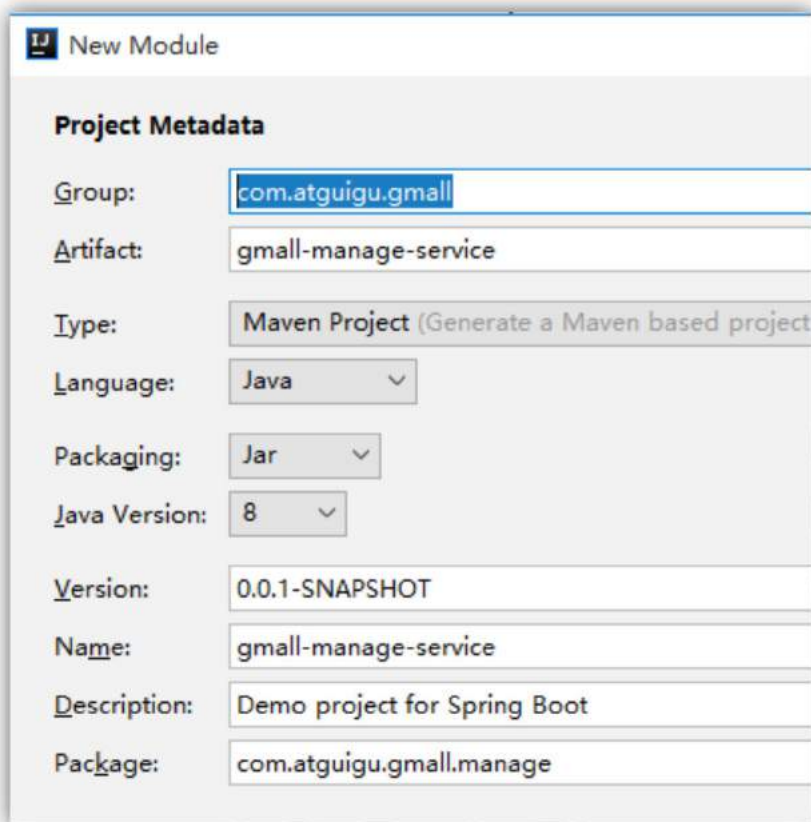 IJ New Module
Project Metadata
Group: com.atguigu.gmall
Artifact: gmall-manage-service
Type: Maven Project (Generate a Maven based project
Language: Java
Packaging: Jar
Java Version: 8
Version: 0.0.1-SNAPSHOT
Name: gmall-manage-service
Description: Demo project for Spring Boot
Package: com.atguigu.gmall.manage